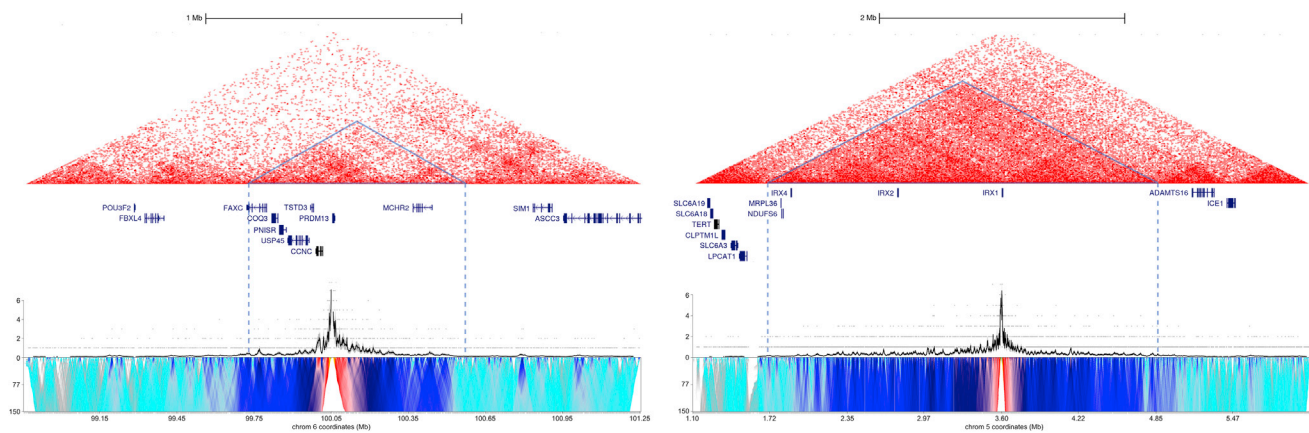 1 Mb
POU3F2
FAXC
TSTD3
MCHR2
SIM1
FBXL4
COQ3
PRDM13
ASCC3
PNISR
USP45
CCNC
6
4
2
0
77
150
99.15
99.45
99.75
100.05
100.35
100.65
100.95
101.25
chrom 6 coordinates (Mb)
2 Mb
IRX4
IRX2
IRX1
ADAMTS16
SLC6A19
MRPL36
ICE1
SLC6A18
NDUFS6
TERT
CLPTM1L
SLC6A3
LPCAT1
6
4
2
0
77
150
1.10
1.72
2.35
2.97
3.60
4.22
4.85
5.47
chrom 5 coordinates (Mb)